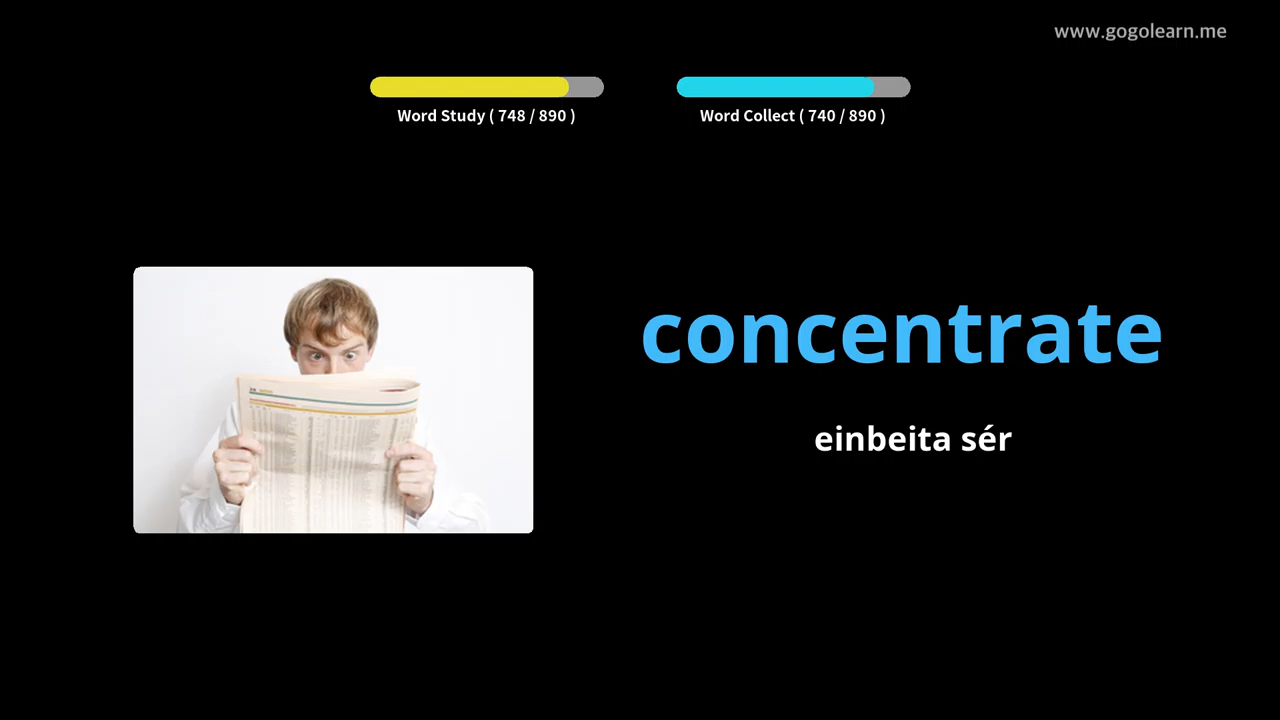 www.gogolearn.me
Word Study ( 748 / 890 )
Word Collect ( 740 / 890 )
concentrate
einbeita sér